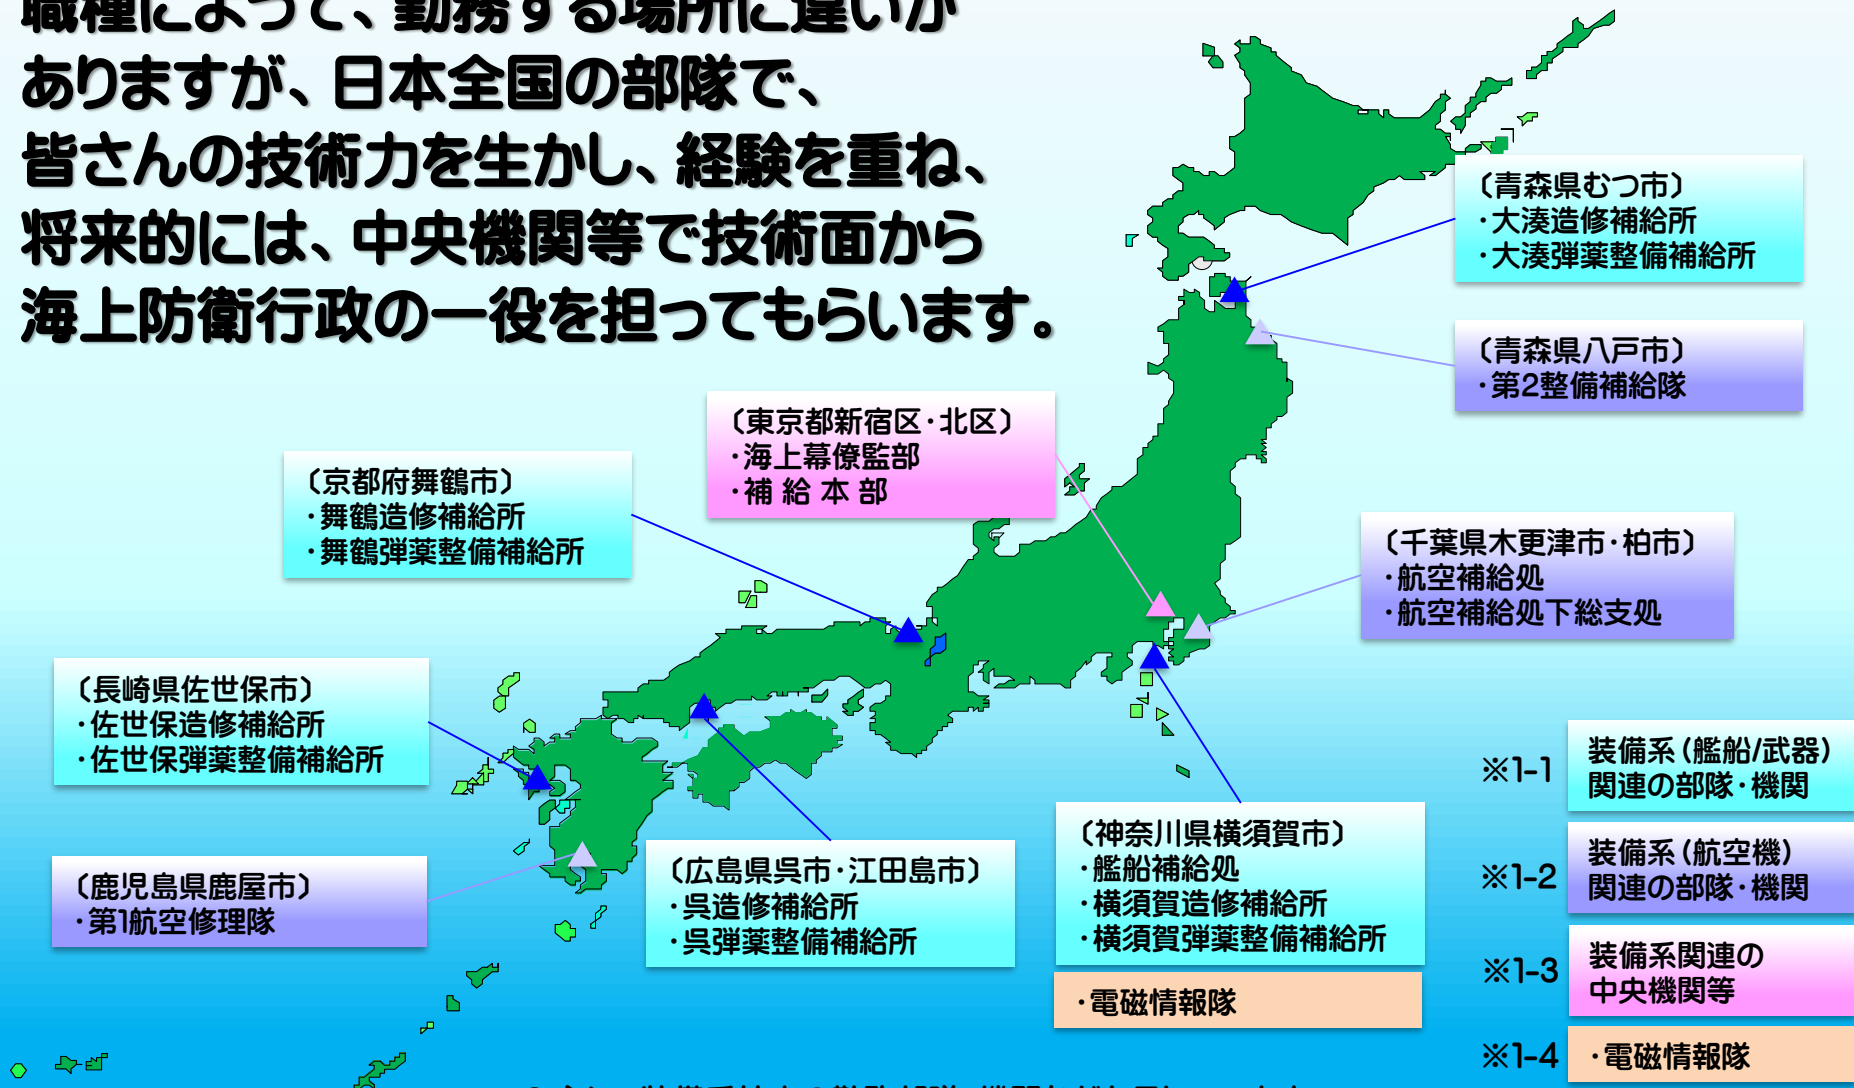 職種によって、勤務する場所に違いが
ありますが、日本全国の部隊で、
皆さんの技術力を生かし、経験を重ね、
将来的には、中央機関等で技術面から
海上防衛行政の一役を担ってもらいます。
〔青森県むつ市〕
・大湊造修補給所
・大湊弾薬整備補給所
〔青森県八戸市〕
・第2整備補給隊
〔東京都新宿区・北区〕
・海上幕僚監部
・補 給 本 部
〔京都府舞鶴市〕
・舞鶴造修補給所
・舞鶴弾薬整備補給所
〔千葉県木更津市・柏市〕
・航空補給処
・航空補給処下総支処
〔長崎県佐世保市〕
・佐世保造修補給所
・佐世保弾薬整備補給所
〔鹿児島県鹿屋市〕
・第1航空修理隊
〔広島県呉市・江田島市〕
・呉造修補給所
・呉弾薬整備補給所
〔神奈川県横須賀市〕
・艦船補給処
・横須賀造修補給所
・横須賀弾薬整備補給所
・電磁情報隊
※1-1
装備系（艦船/武器）
関連の部隊・機関
※1-2
装備系（航空機）
関連の部隊・機関
※1-3
装備系関連の
中央機関等
※1-4
・電磁情報隊